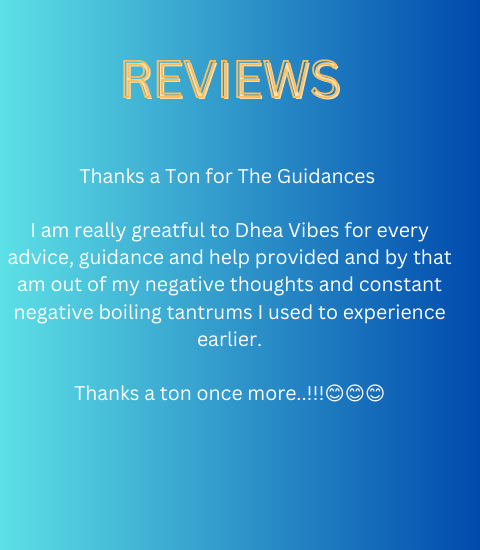 REVIEWS
Thanks a Ton for The Guidances
I am really greatful to Dhea Vibes for every
advice, guidance and help provided and by that
am out of my negative thoughts and constant
negative boiling tantrums I used to experience
earlier.
Thanks a ton once more..!!!😊😊😊